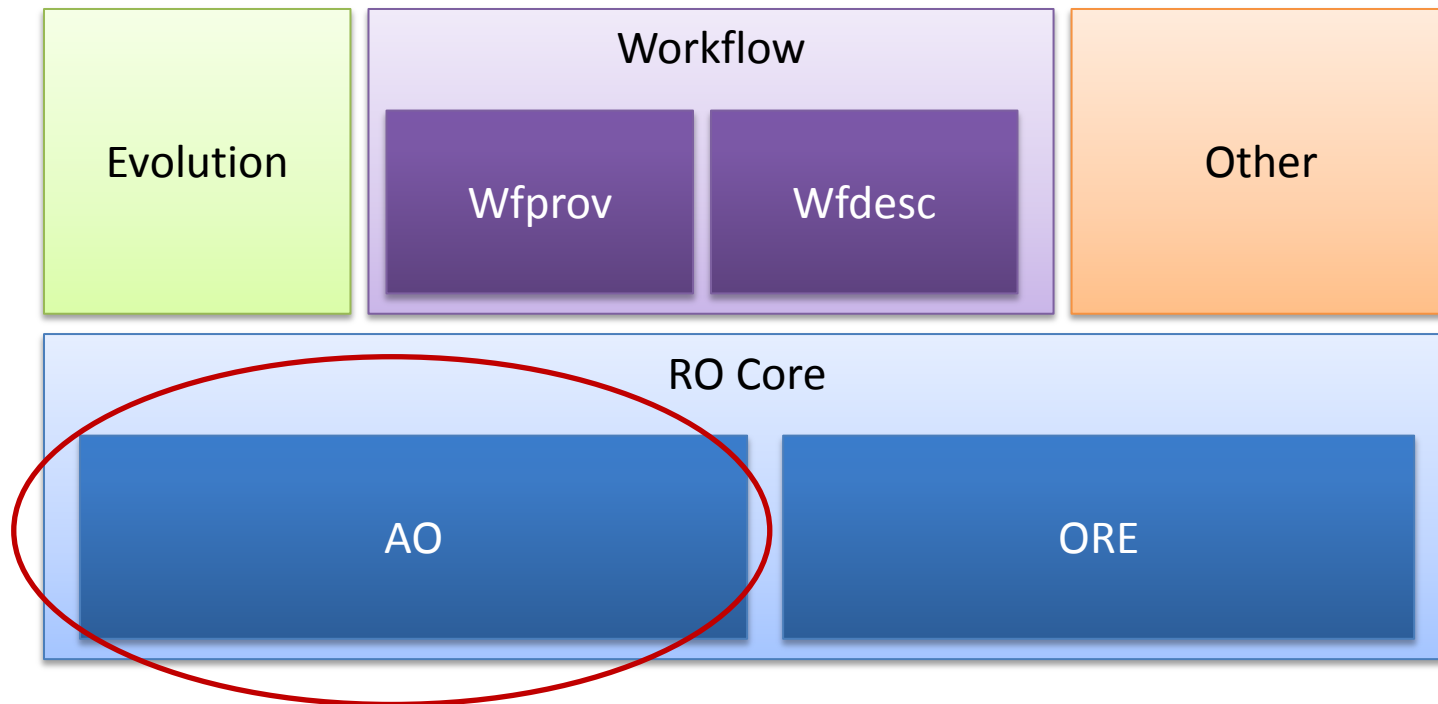 Workflow
Evolution
Wfprov
Wfdesc
Other
RO Core
AO
ORE